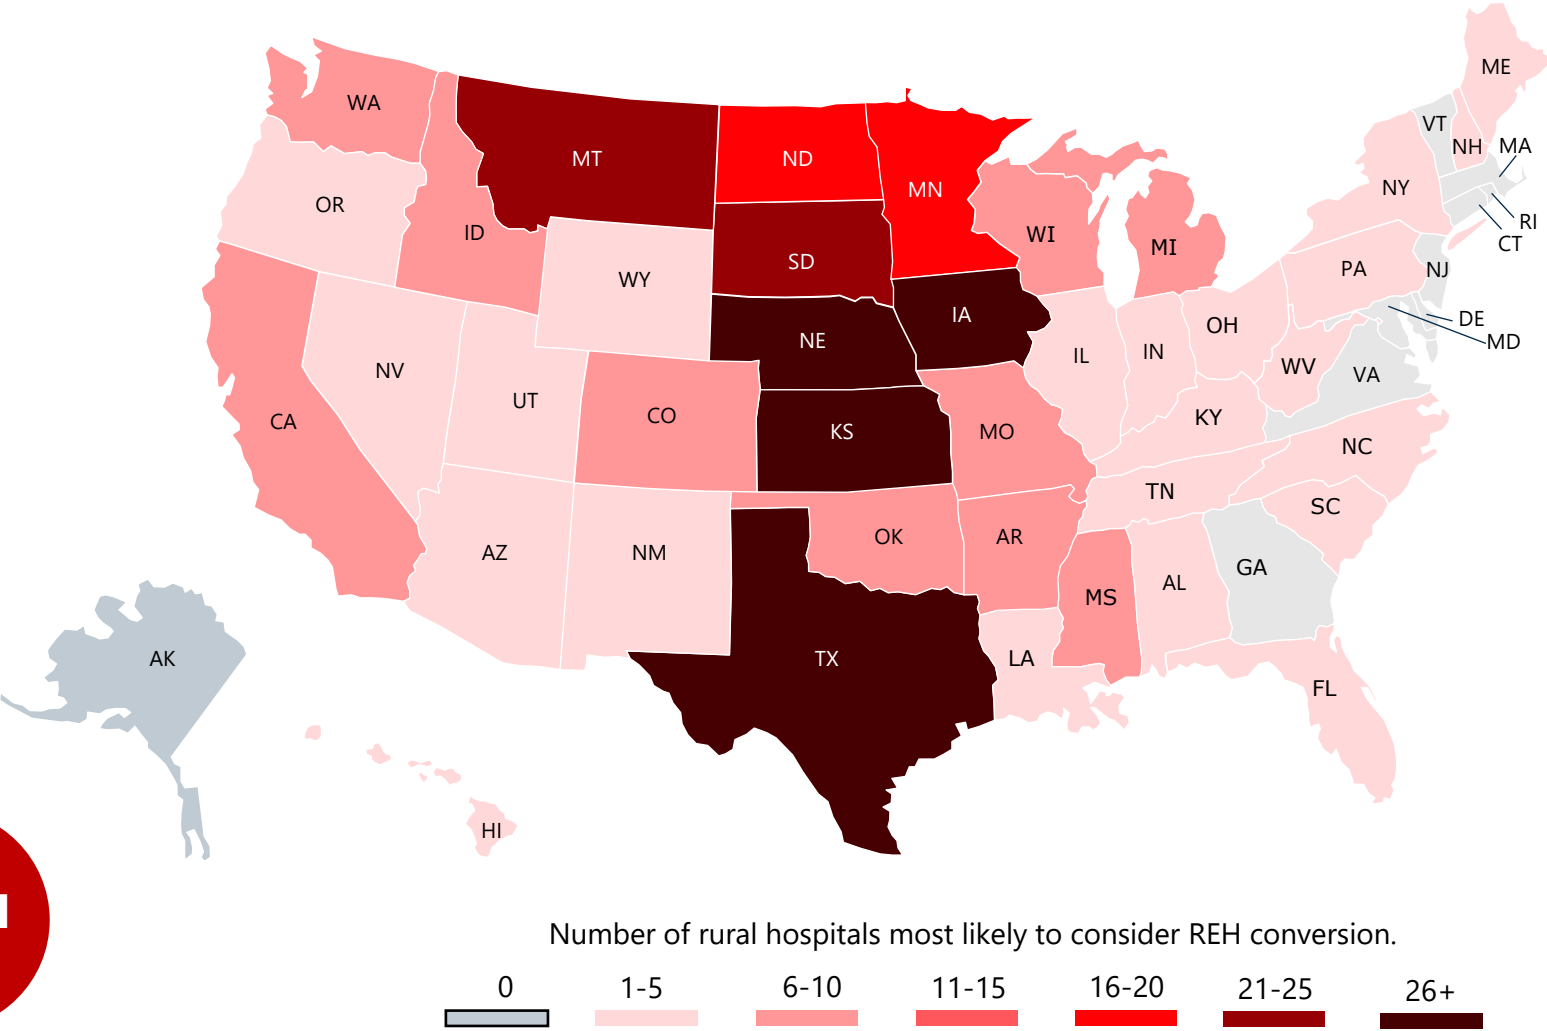 ME
WA
VT
NH
MA
MT
ND
MN
NY
OR
RI
ID
WI
MI
CT
SD
PA
NJ
WY
IA
DE
NE
OH
MD
NV
IL
IN
WV
VA
UT
CO
KY
CA
KS
MO
NC
TN
SC
AZ
NM
OK
AR
GA
AL
MS
AK
TX
LA
FL
HI
Number of rural hospitals most likely to consider REH conversion.
0 1-5 6-10 11-15 16-20 21-25 26+